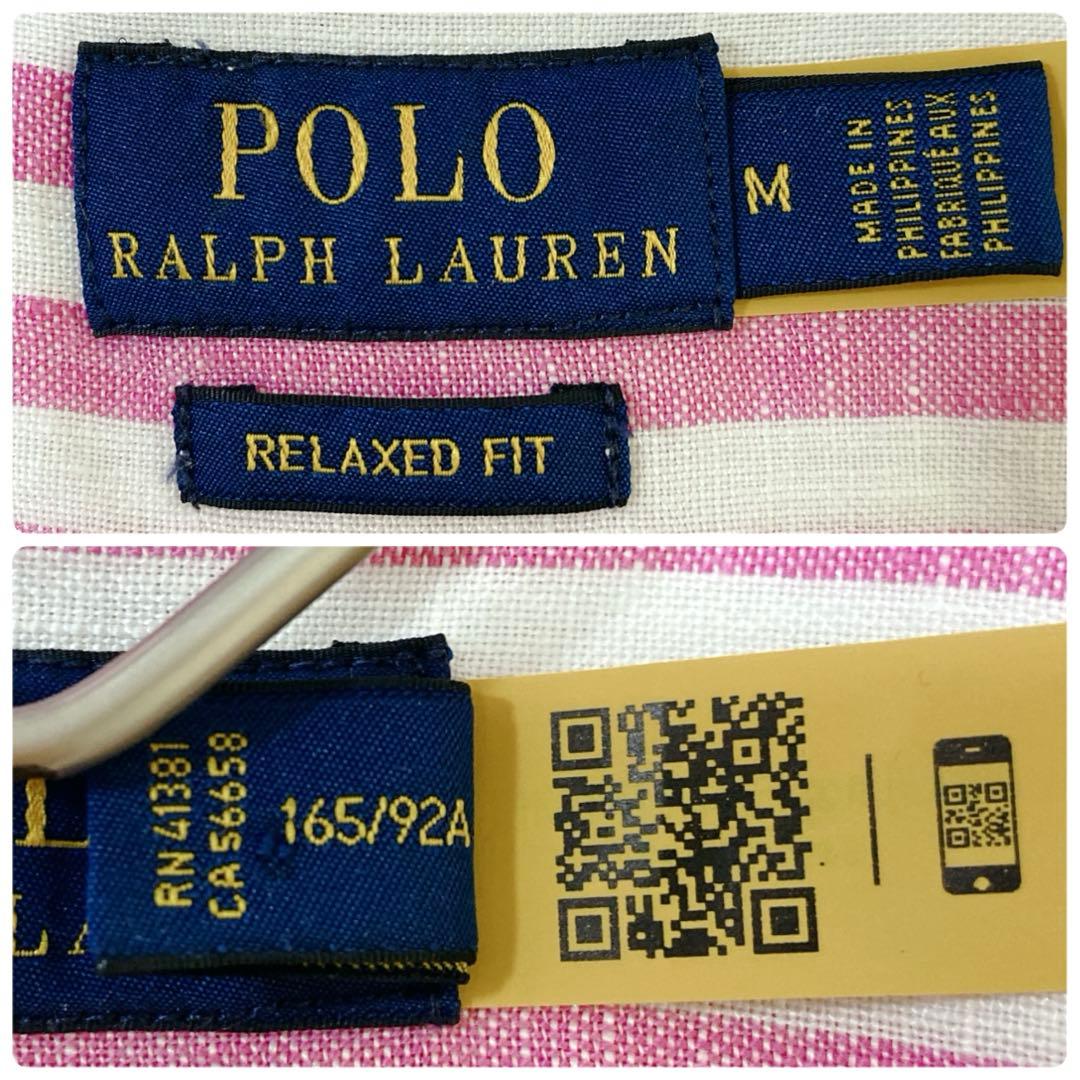 POLO
RALPH LAUREN
M
MADE IN
PHILIPPINES
FABRIQUÉ AUX
PHILIPPINES
RELAXED FIT
RN 41381
CA 56658
165/92A